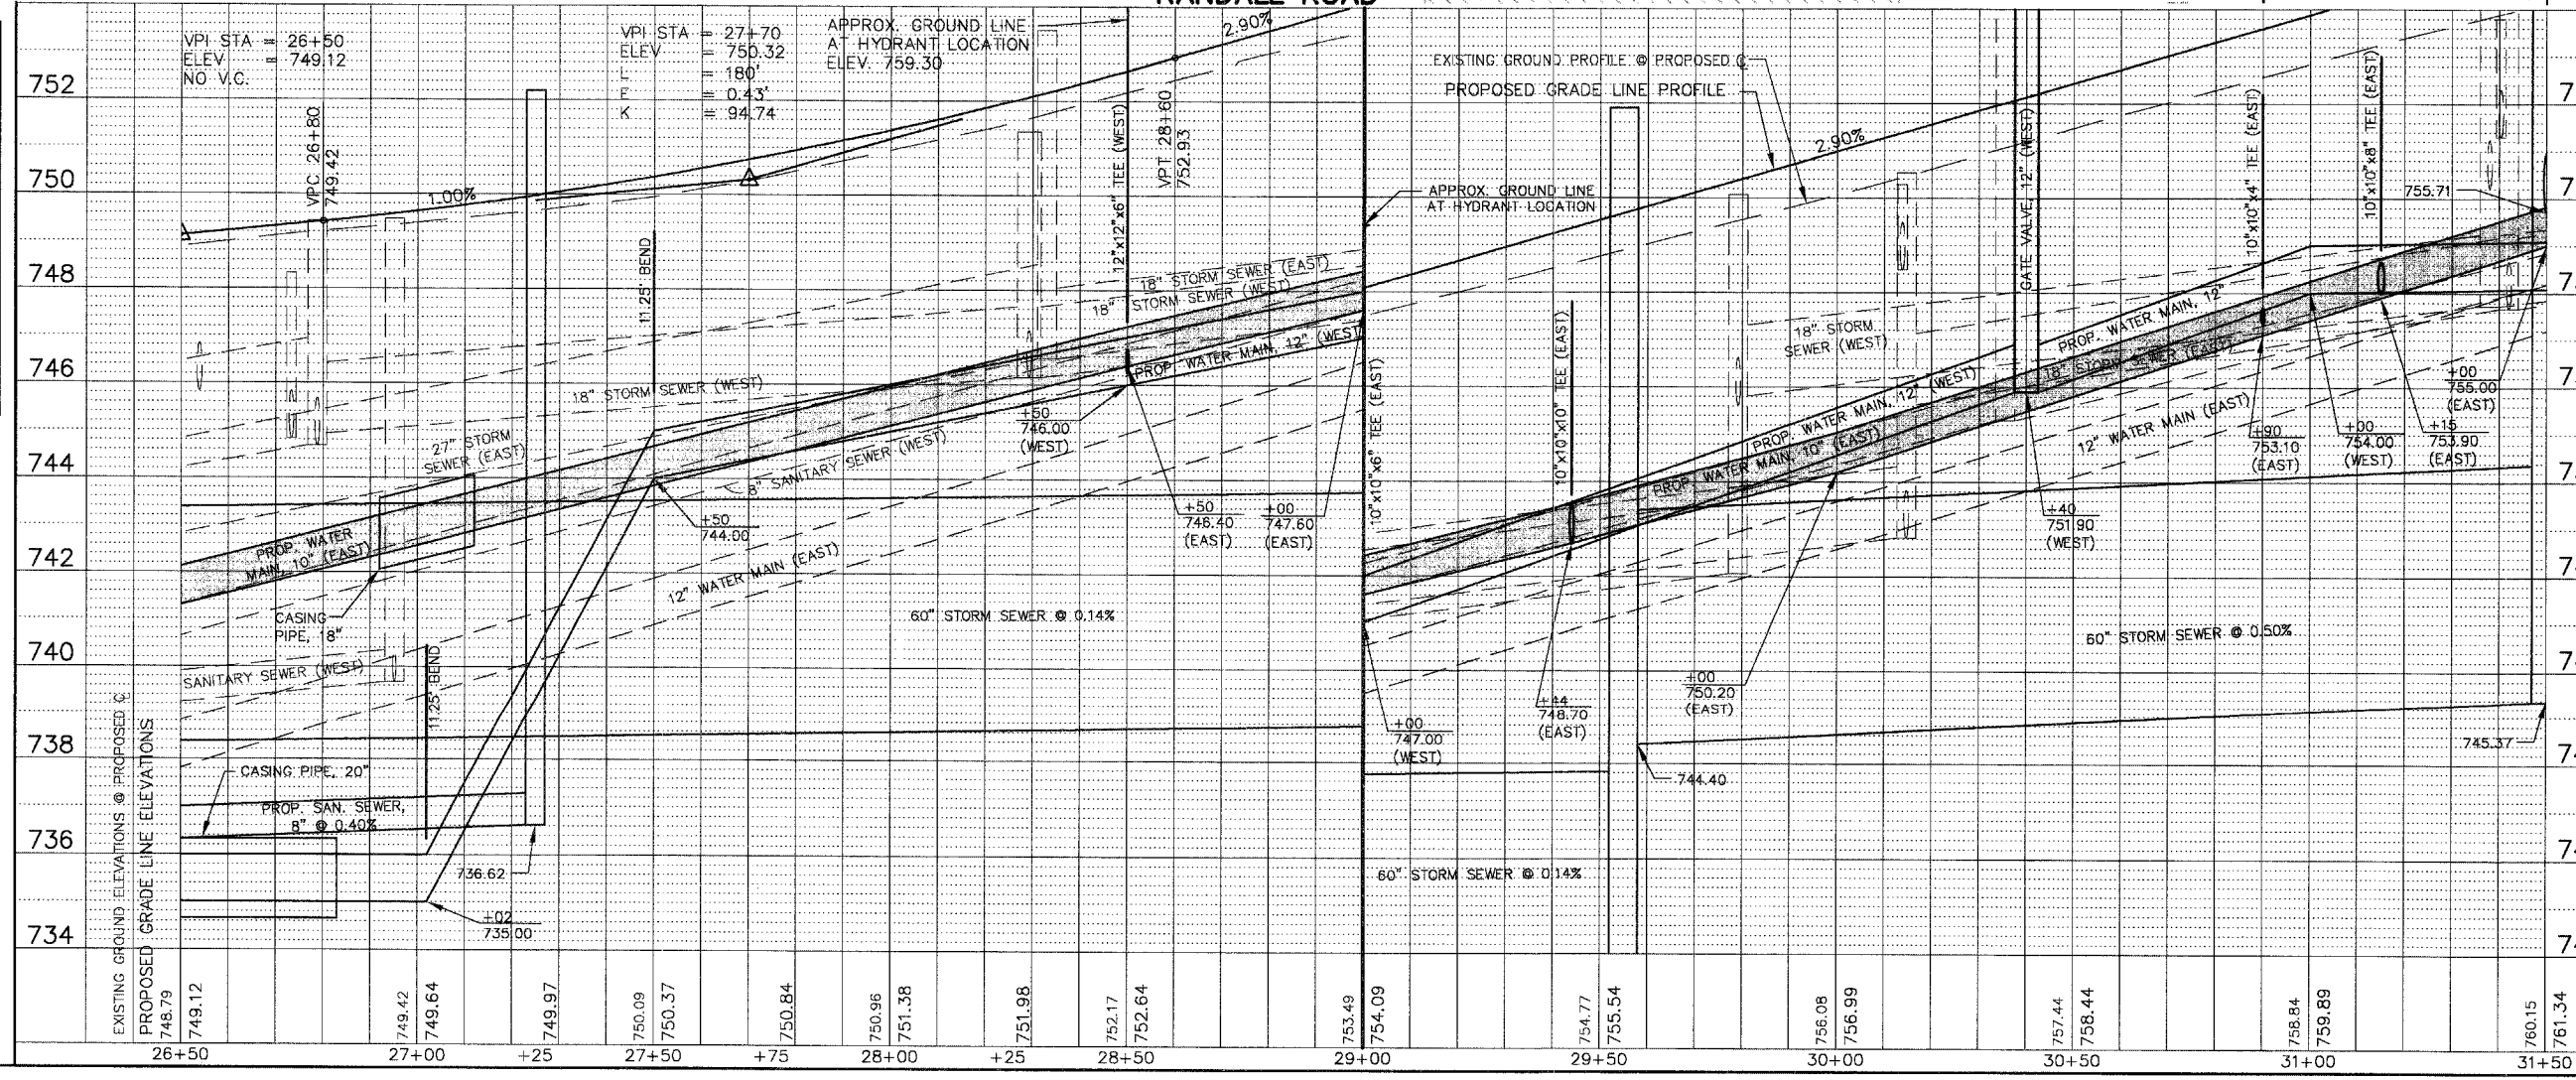 RANDALL ROAD
VPI STA = 26+50
ELEV = 749.12
NO V.C.
VPI STA = 27+70
ELEV = 750.32
L = 180'
E = 0.43'
K = 94.74
APPROX. GROUND LINE
AT HYDRANT LOCATION
ELEV. 759.30
2.90%
EXISTING GROUND PROFILE @ PROPOSED ℄
PROPOSED GRADE LINE PROFILE
2.90%
752
750
748
746
744
742
740
738
736
734
VPC 26+80
749.42
1.00%
11.25° BEND
12"x12"x6" TEE (WEST)
VPT 28+60
752.93
APPROX. GROUND LINE
AT HYDRANT LOCATION
GATE VALVE, 12" (WEST)
10"x10"x4" TEE (EAST)
10"x10"x8" TEE (EAST)
755.71
18" STORM SEWER (EAST)
18" STORM SEWER (WEST)
PROP. WATER MAIN, 12" (WEST)
18" STORM SEWER (WEST)
27" STORM
SEWER (EAST)
8" SANITARY SEWER (WEST)
+50
746.00
(WEST)
+50
746.40
(EAST)
+00
747.60
(EAST)
+50
744.00
PROP. WATER
MAIN, 10" (EAST)
CASING
PIPE, 18"
12" WATER MAIN (EAST)
60" STORM SEWER @ 0.14%
SANITARY SEWER (WEST)
11.25° BEND
CASING PIPE, 20"
PROP. SAN. SEWER,
8" @ 0.40%
736.62
+02
735.00
10"x10"x6" TEE (EAST)
10"x10"x10" TEE (EAST)
18" STORM
SEWER (WEST)
PROP. WATER MAIN, 12"
PROP. WATER MAIN, 12" (WEST)
PROP. WATER MAIN, 10" (EAST)
18" STORM SEWER (EAST)
12" WATER MAIN (EAST)
+00
755.00
(EAST)
+90
753.10
(EAST)
+00
754.00
(WEST)
+15
753.90
(EAST)
+40
751.90
(WEST)
+00
750.20
(EAST)
+44
748.70
(EAST)
+00
747.00
(WEST)
744.40
745.37
60" STORM SEWER @ 0.50%
60" STORM SEWER @ 0.14%
EXISTING GROUND ELEVATIONS @ PROPOSED ℄
PROPOSED GRADE LINE ELEVATIONS
748.79
749.12
749.42
749.64
749.97
750.09
750.37
750.84
750.96
751.38
751.98
752.17
752.64
753.49
754.09
754.77
755.54
756.08
756.99
757.44
758.44
758.84
759.89
760.15
761.34
26+50 27+00 +25 27+50 +75 28+00 +25 28+50 29+00 29+50 30+00 30+50 31+00 31+50